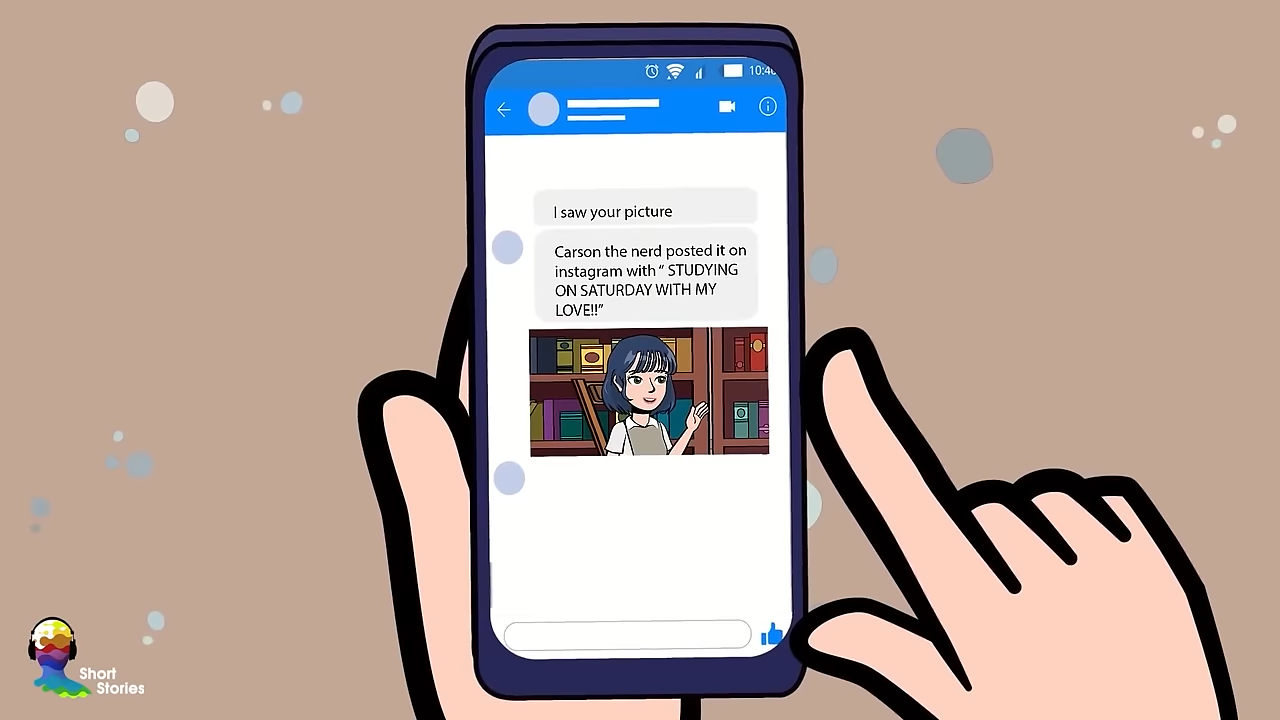 10:46
I saw your picture
Carson the nerd posted it on
instagram with “ STUDYING
ON SATURDAY WITH MY
LOVE!!”
Short
Stories